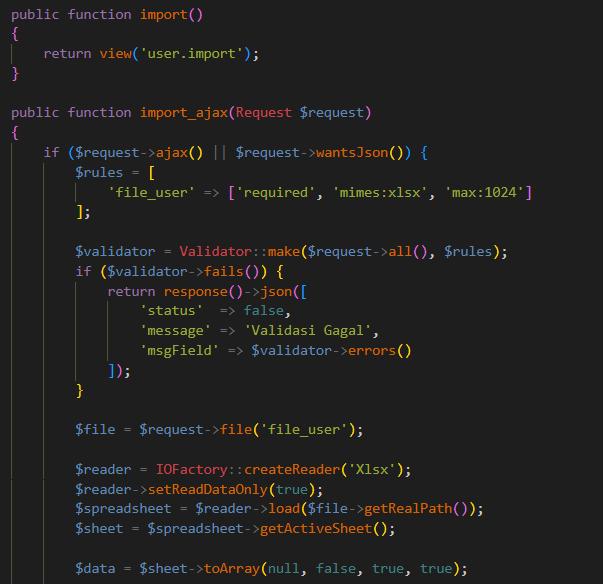 public function import()
{
    return view('user.import');
}

public function import_ajax(Request $request)
{
    if ($request->ajax() || $request->wantsJson()) {
        $rules = [
            'file_user' => ['required', 'mimes:xlsx', 'max:1024']
        ];

        $validator = Validator::make($request->all(), $rules);
        if ($validator->fails()) {
            return response()->json([
                'status'  => false,
                'message' => 'Validasi Gagal',
                'msgField' => $validator->errors()
            ]);
        }

        $file = $request->file('file_user');

        $reader = IOFactory::createReader('Xlsx');
        $reader->setReadDataOnly(true);
        $spreadsheet = $reader->load($file->getRealPath());
        $sheet = $spreadsheet->getActiveSheet();

        $data = $sheet->toArray(null, false, true, true);